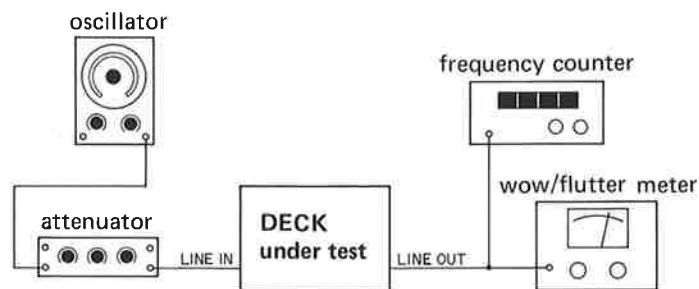 oscillator
frequency counter
wow/flutter meter
attenuator
DECK
under test
LINE IN
LINE OUT